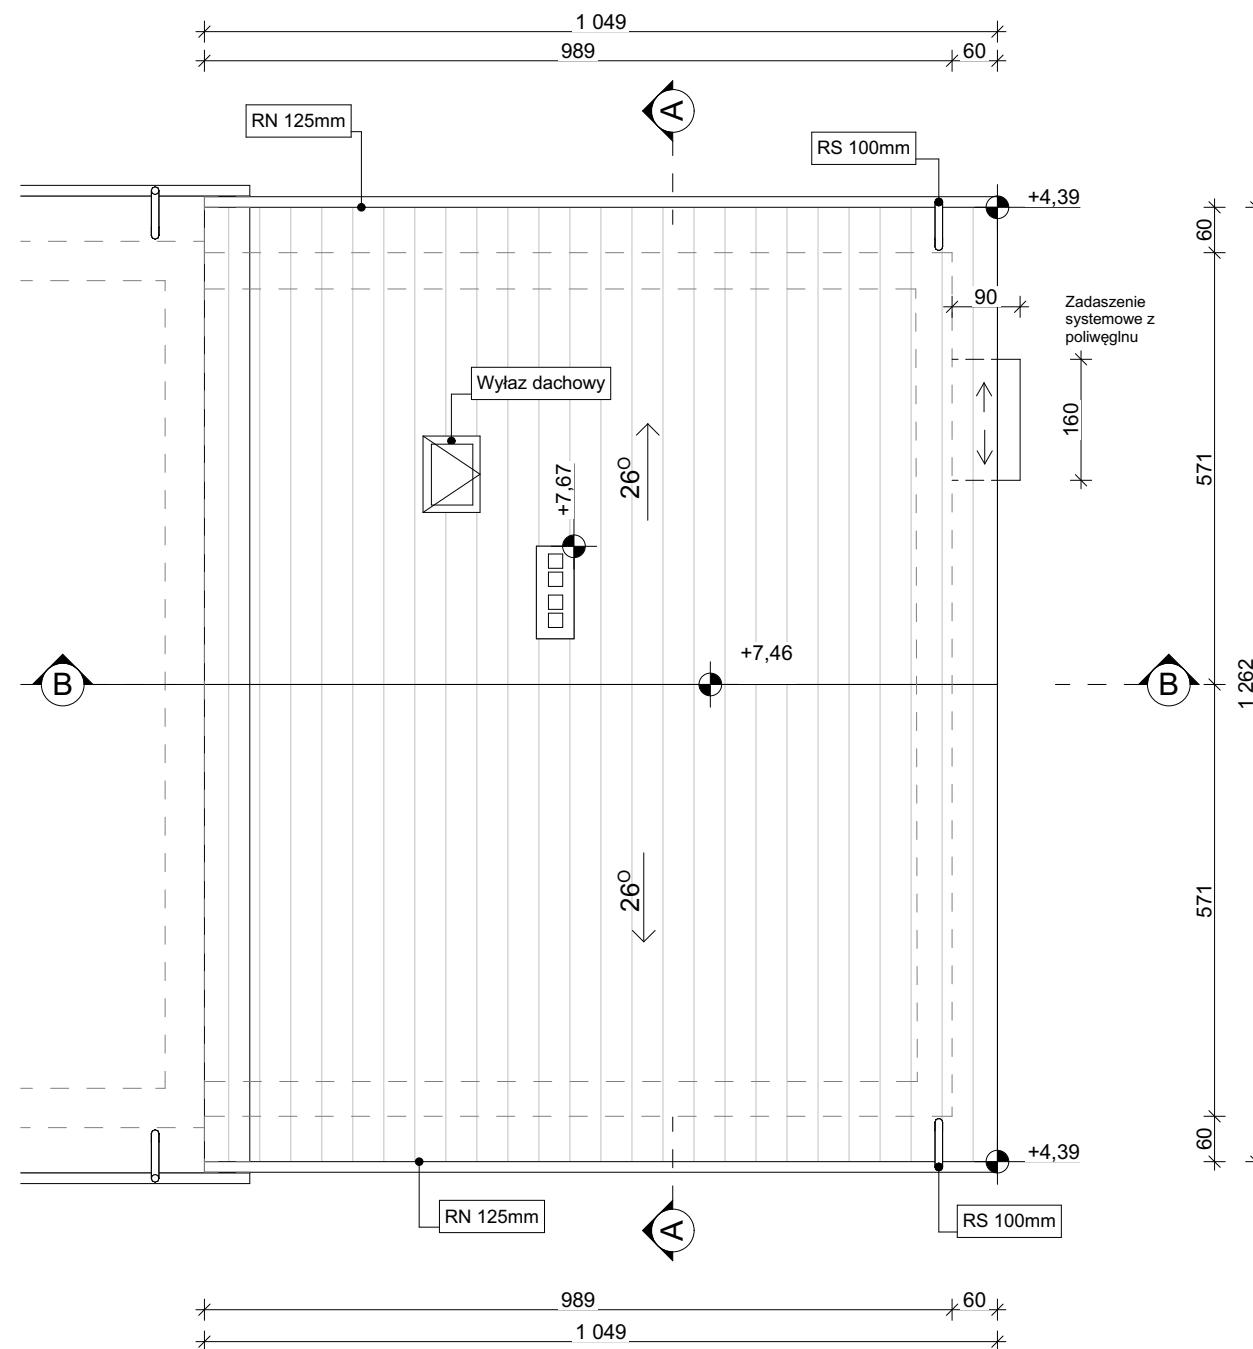 1 049
989
60
A
RN 125mm
RS 100mm
+4,39
60
90
Zadaszenie
systemowe z
poliwęglnu
Wyłaz dachowy
160
26°
571
+7,67
+7,46
B
B
1 262
26°
571
60
+4,39
RN 125mm
RS 100mm
A
989
60
1 049